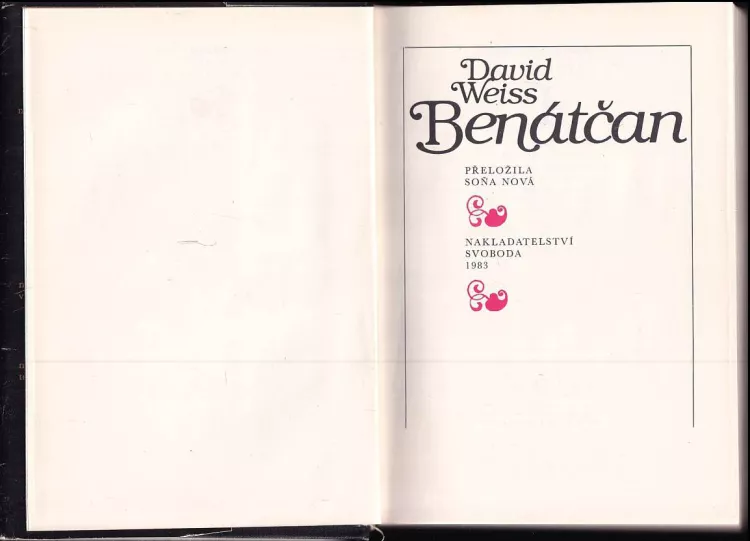 David
Weiss
Benátčan
PŘELOŽILA
SOŇA NOVÁ
NAKLADATELSTVÍ
SVOBODA
1983